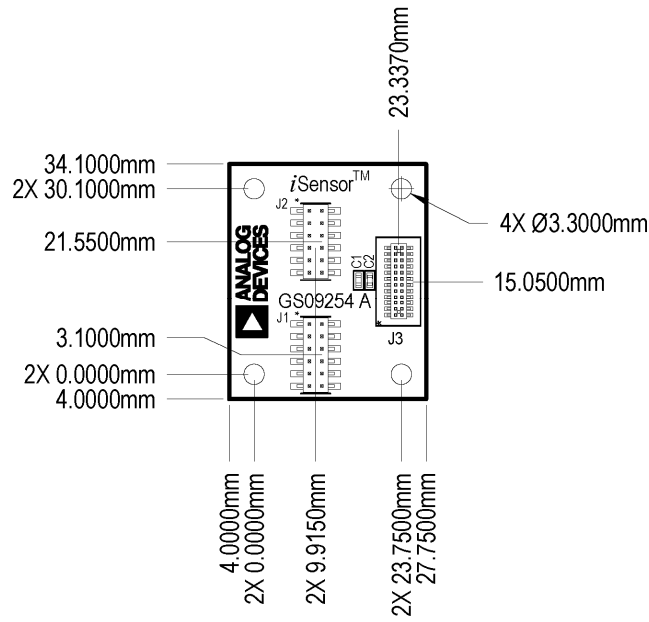 23.3370mm
34.1000mm
2X 30.1000mm
iSensor™
J2
*
4X Ø3.3000mm
21.5500mm
ANALOG
DEVICES
C1
C2
15.0500mm
GS09254 A
J1
*
*
J3
3.1000mm
2X 0.0000mm
4.0000mm
4.0000mm
2X 0.0000mm
2X 9.9150mm
2X 23.7500mm
27.7500mm